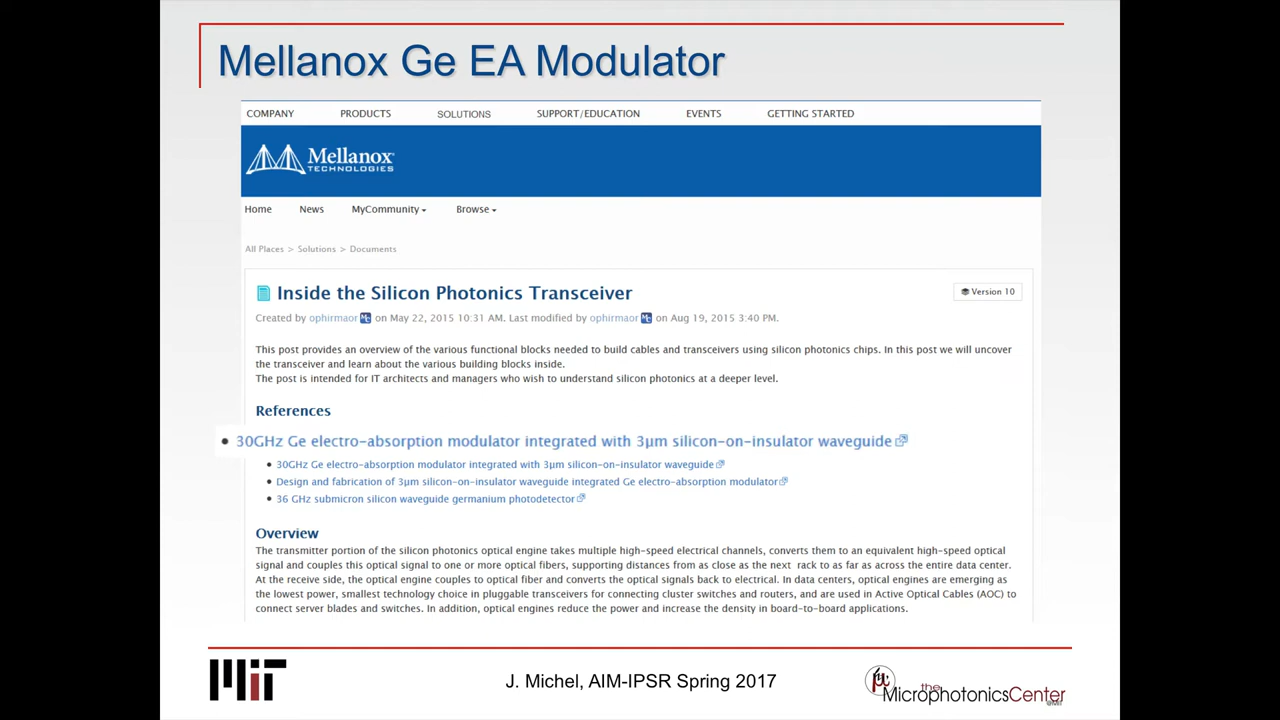 Mellanox Ge EA Modulator
COMPANY PRODUCTS SOLUTIONS SUPPORT/EDUCATION EVENTS GETTING STARTED
Mellanox
TECHNOLOGIES
Home News MyCommunity Browse
All Places > Solutions > Documents
Inside the Silicon Photonics Transceiver
Version 10
Created by ophirmaor on May 22, 2015 10:31 AM. Last modified by ophirmaor on Aug 19, 2015 3:40 PM.
This post provides an overview of the various functional blocks needed to build cables and transceivers using silicon photonics chips. In this post we will uncover
the transceiver and learn about the various building blocks inside.
The post is intended for IT architects and managers who wish to understand silicon photonics at a deeper level.
References
• 30GHz Ge electro-absorption modulator integrated with 3µm silicon-on-insulator waveguide
• 30GHz Ge electro-absorption modulator integrated with 3µm silicon-on-insulator waveguide
• Design and fabrication of 3µm silicon-on-insulator waveguide integrated Ge electro-absorption modulator
• 36 GHz submicron silicon waveguide germanium photodetector
Overview
The transmitter portion of the silicon photonics optical engine takes multiple high-speed electrical channels, converts them to an equivalent high-speed optical
signal and couples this optical signal to one or more optical fibers, supporting distances from as close as the next rack to as far as across the entire data center.
At the receive side, the optical engine couples to optical fiber and converts the optical signals back to electrical. In data centers, optical engines are emerging as
the lowest power, smallest technology choice in pluggable transceivers for connecting cluster switches and routers, and are used in Active Optical Cables (AOC) to
connect server blades and switches. In addition, optical engines reduce the power and increase the density in board-to-board applications.
MIT
J. Michel, AIM-IPSR Spring 2017
µ
the
MicrophotonicsCenter